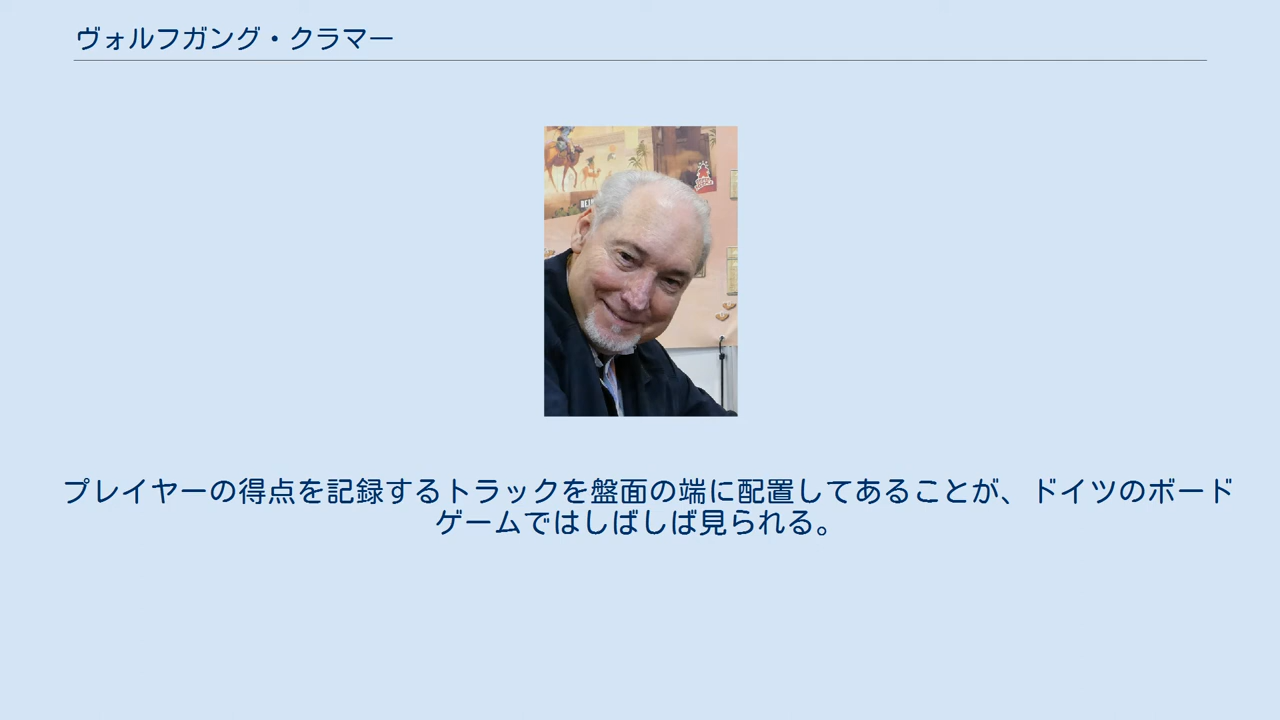 ヴォルフガング・クラマー
プレイヤーの得点を記録するトラックを盤面の端に配置してあることが、ドイツのボード
ゲームではしばしば見られる。